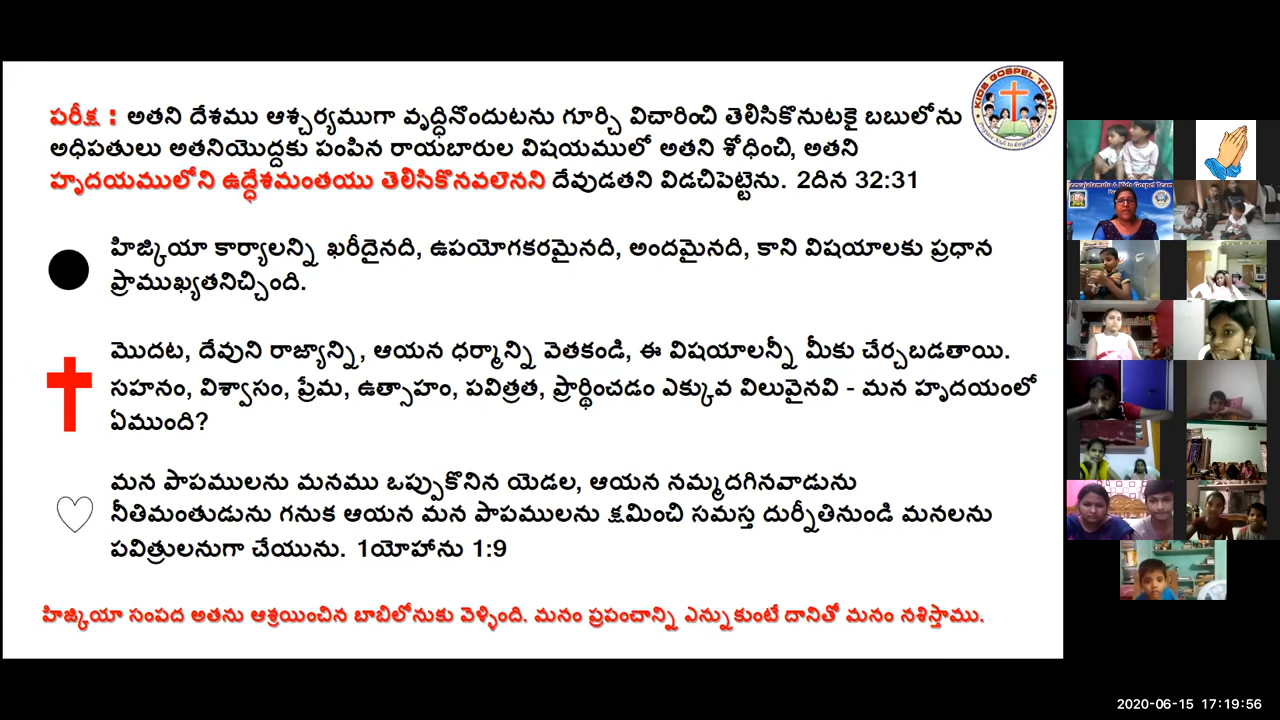 పరీక్ష : అతని దేశము ఆశ్చర్యముగా వృద్ధినొందుటను గూర్చి విచారించి తెలిసికొనుటకై బబులోను
అధిపతులు అతనియొద్దకు పంపిన రాయబారుల విషయములో అతని శోధించి, అతని
హృదయములోని ఉద్ధేశమంతయు తెలిసికొనవలెనని దేవుడతని విడచిపెట్టెను. 2దిన 32:31
హిజ్కియా కార్యాలన్ని ఖరీదైనది, ఉపయోగకరమైనది, అందమైనది, కాని విషయాలకు ప్రధాన
ప్రాముఖ్యతనిచ్చింది.
మొదట, దేవుని రాజ్యాన్ని, ఆయన ధర్మాన్ని వెతకండి, ఈ విషయాలన్నీ మీకు చేర్చబడతాయి.
సహనం, విశ్వాసం, ప్రేమ, ఉత్సాహం, పవిత్రత, ప్రార్థించడం ఎక్కువ విలువైనవి - మన హృదయంలో
ఏముంది?
మన పాపములను మనము ఒప్పుకొనిన యెడల, ఆయన నమ్మదగినవాడును
నీతిమంతుడును గనుక ఆయన మన పాపములను క్షమించి సమస్త దుర్నీతినుండి మనలను
పవిత్రులనుగా చేయును. 1యోహాను 1:9
హిజ్కియా సంపద అతను ఆశ్రయించిన బాబిలోనుకు వెళ్ళింది. మనం ప్రపంచాన్ని ఎన్నుకుంటే దానితో మనం నశిస్తాము.
KIDS GOSPEL TEAM
Jeevajalamulu & Kids Gospel Team
2020-06-15 17:19:56